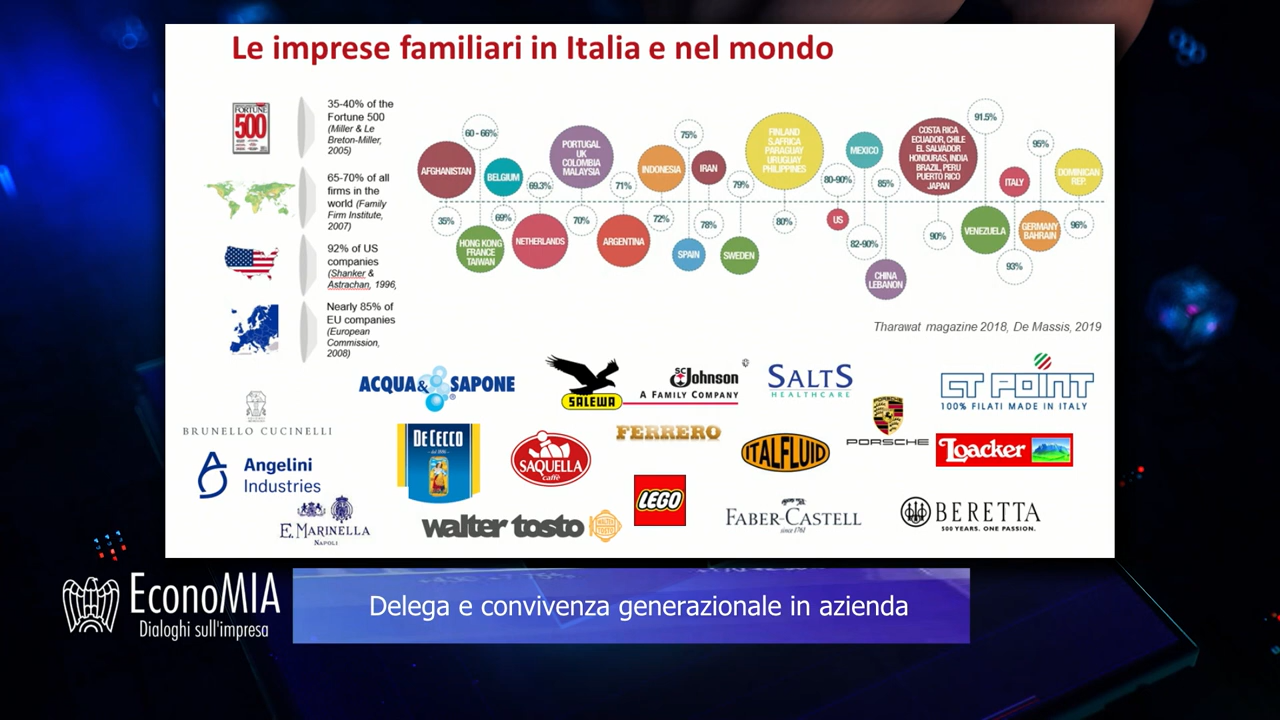 Le imprese familiari in Italia e nel mondo
FORTUNE
500
35-40% of the
Fortune 500
(Miller & Le
Breton-Miller,
2005)
65-70% of all
firms in the
world (Family
Firm Institute,
2007)
92% of US
companies
(Shanker &
Astrachan, 1996,
Nearly 85% of
EU companies
(European
Commission,
2008)
AFGHANISTAN
35%
60 - 66%
HONG KONG
FRANCE
TAIWAN
BELGIUM
69%
69.3%
NETHERLANDS
PORTUGAL
UK
COLOMBIA
MALAYSIA
70%
71%
ARGENTINA
INDONESIA
72%
75%
SPAIN
IRAN
78%
79%
SWEDEN
FINLAND
S.AFRICA
PARAGUAY
URUGUAY
PHILIPPINES
80%
80-90%
US
MEXICO
82-90%
85%
CHINA
LEBANON
COSTA RICA
ECUADOR, CHILE
EL SALVADOR
HONDURAS, INDIA
BRAZIL, PERU
PUERTO RICO
JAPAN
90%
91.5%
VENEZUELA
ITALY
93%
95%
GERMANY
BAHRAIN
DOMINICAN
REP.
96%
Tharawat magazine 2018, De Massis, 2019
BRUNELLO CUCINELLI
ACQUA & SAPONE
SALEWA
SC Johnson
A FAMILY COMPANY
SALTS
HEALTHCARE
GT POINT
100% FILATI MADE IN ITALY
Angelini
Industries
DE CECCO
SAQUELLA
caffè
FERRERO
ITALFLUID
PORSCHE
PORSCHE
Loacker
E. MARINELLA
NAPOLI
walter tosto
WALTER
TOSTO
LEGO
FABER-CASTELL
since 1761
BERETTA
500 YEARS. ONE PASSION.
EconoMIA
Dialoghi sull'impresa
Delega e convivenza generazionale in azienda